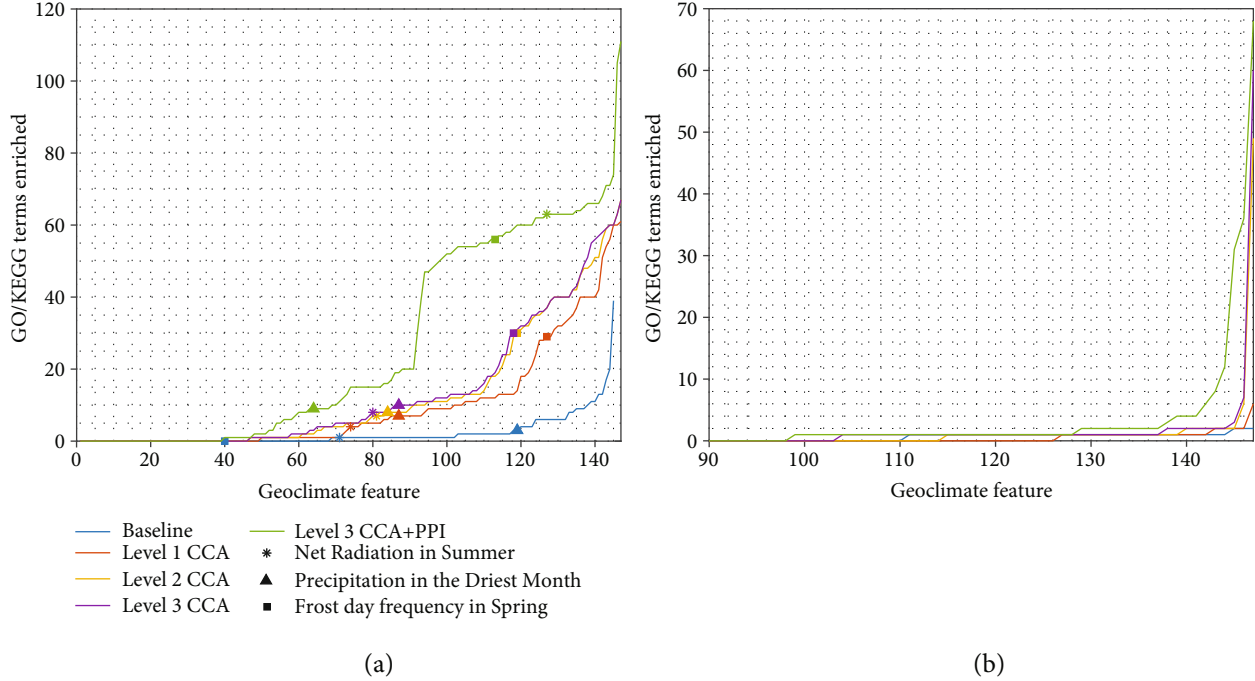 120
100
80
60
40
20
0
GO/KEGG terms enriched
0 20 40 60 80 100 120 140
Geoclimate feature
70
60
50
40
30
20
10
0
GO/KEGG terms enriched
90 100 110 120 130 140
Geoclimate feature
Baseline
Level 1 CCA
Level 2 CCA
Level 3 CCA
Level 3 CCA+PPI
Net Radiation in Summer
Precipitation in the Driest Month
Frost day frequency in Spring
(a)
(b)